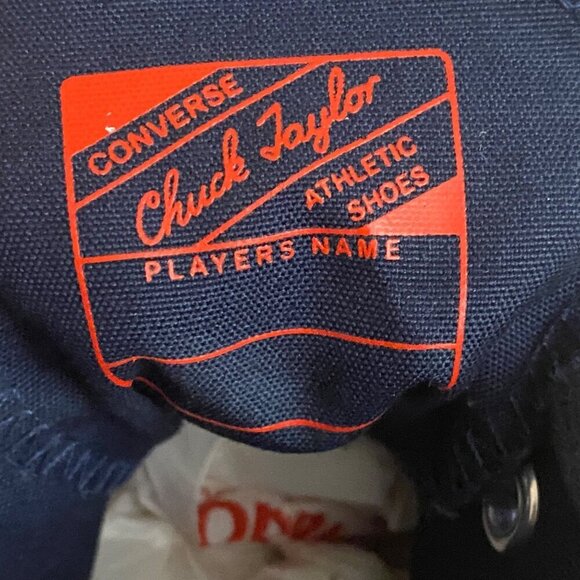 CONVERSE
Chuck Taylor
ATHLETIC
SHOES
PLAYERS NAME